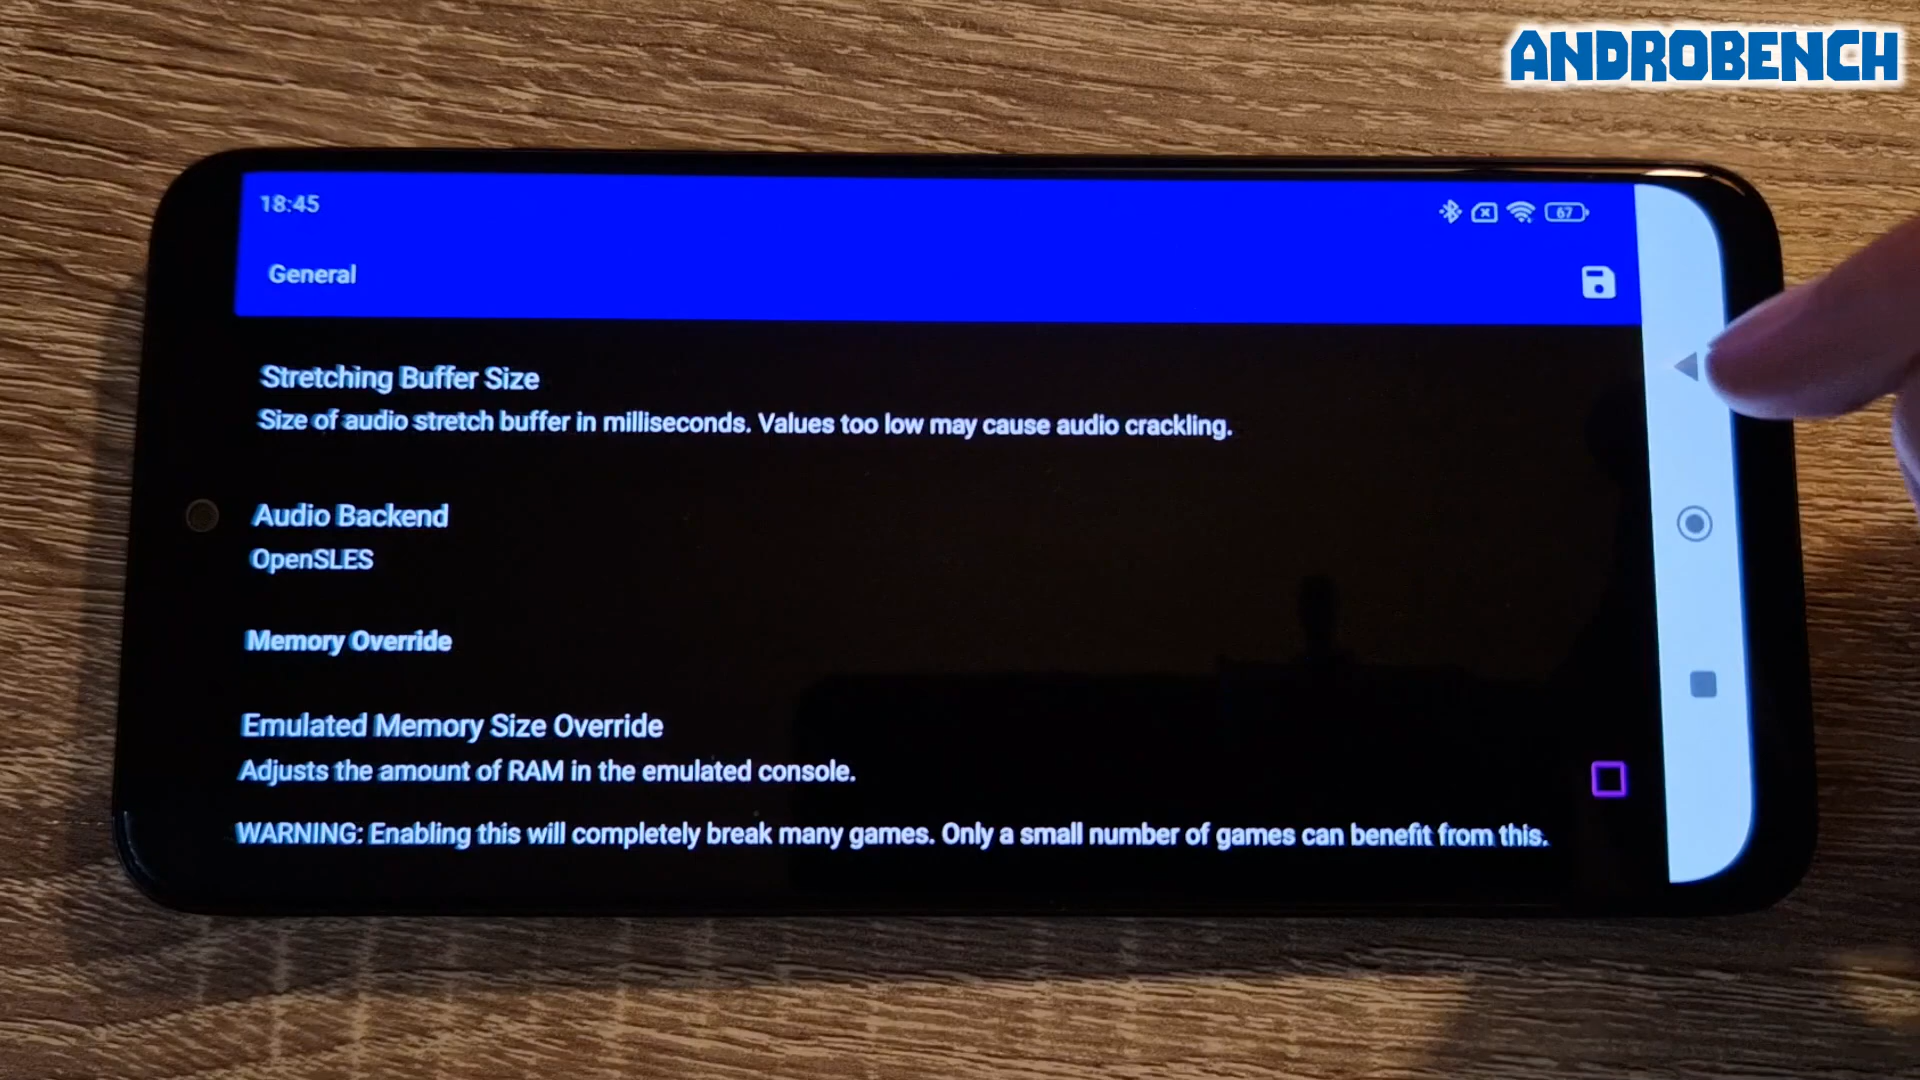 ANDROBENCH
18:45
67
General
Stretching Buffer Size
Size of audio stretch buffer in milliseconds. Values too low may cause audio crackling.
Audio Backend
OpenSLES
Memory Override
Emulated Memory Size Override
Adjusts the amount of RAM in the emulated console.
WARNING: Enabling this will completely break many games. Only a small number of games can benefit from this.